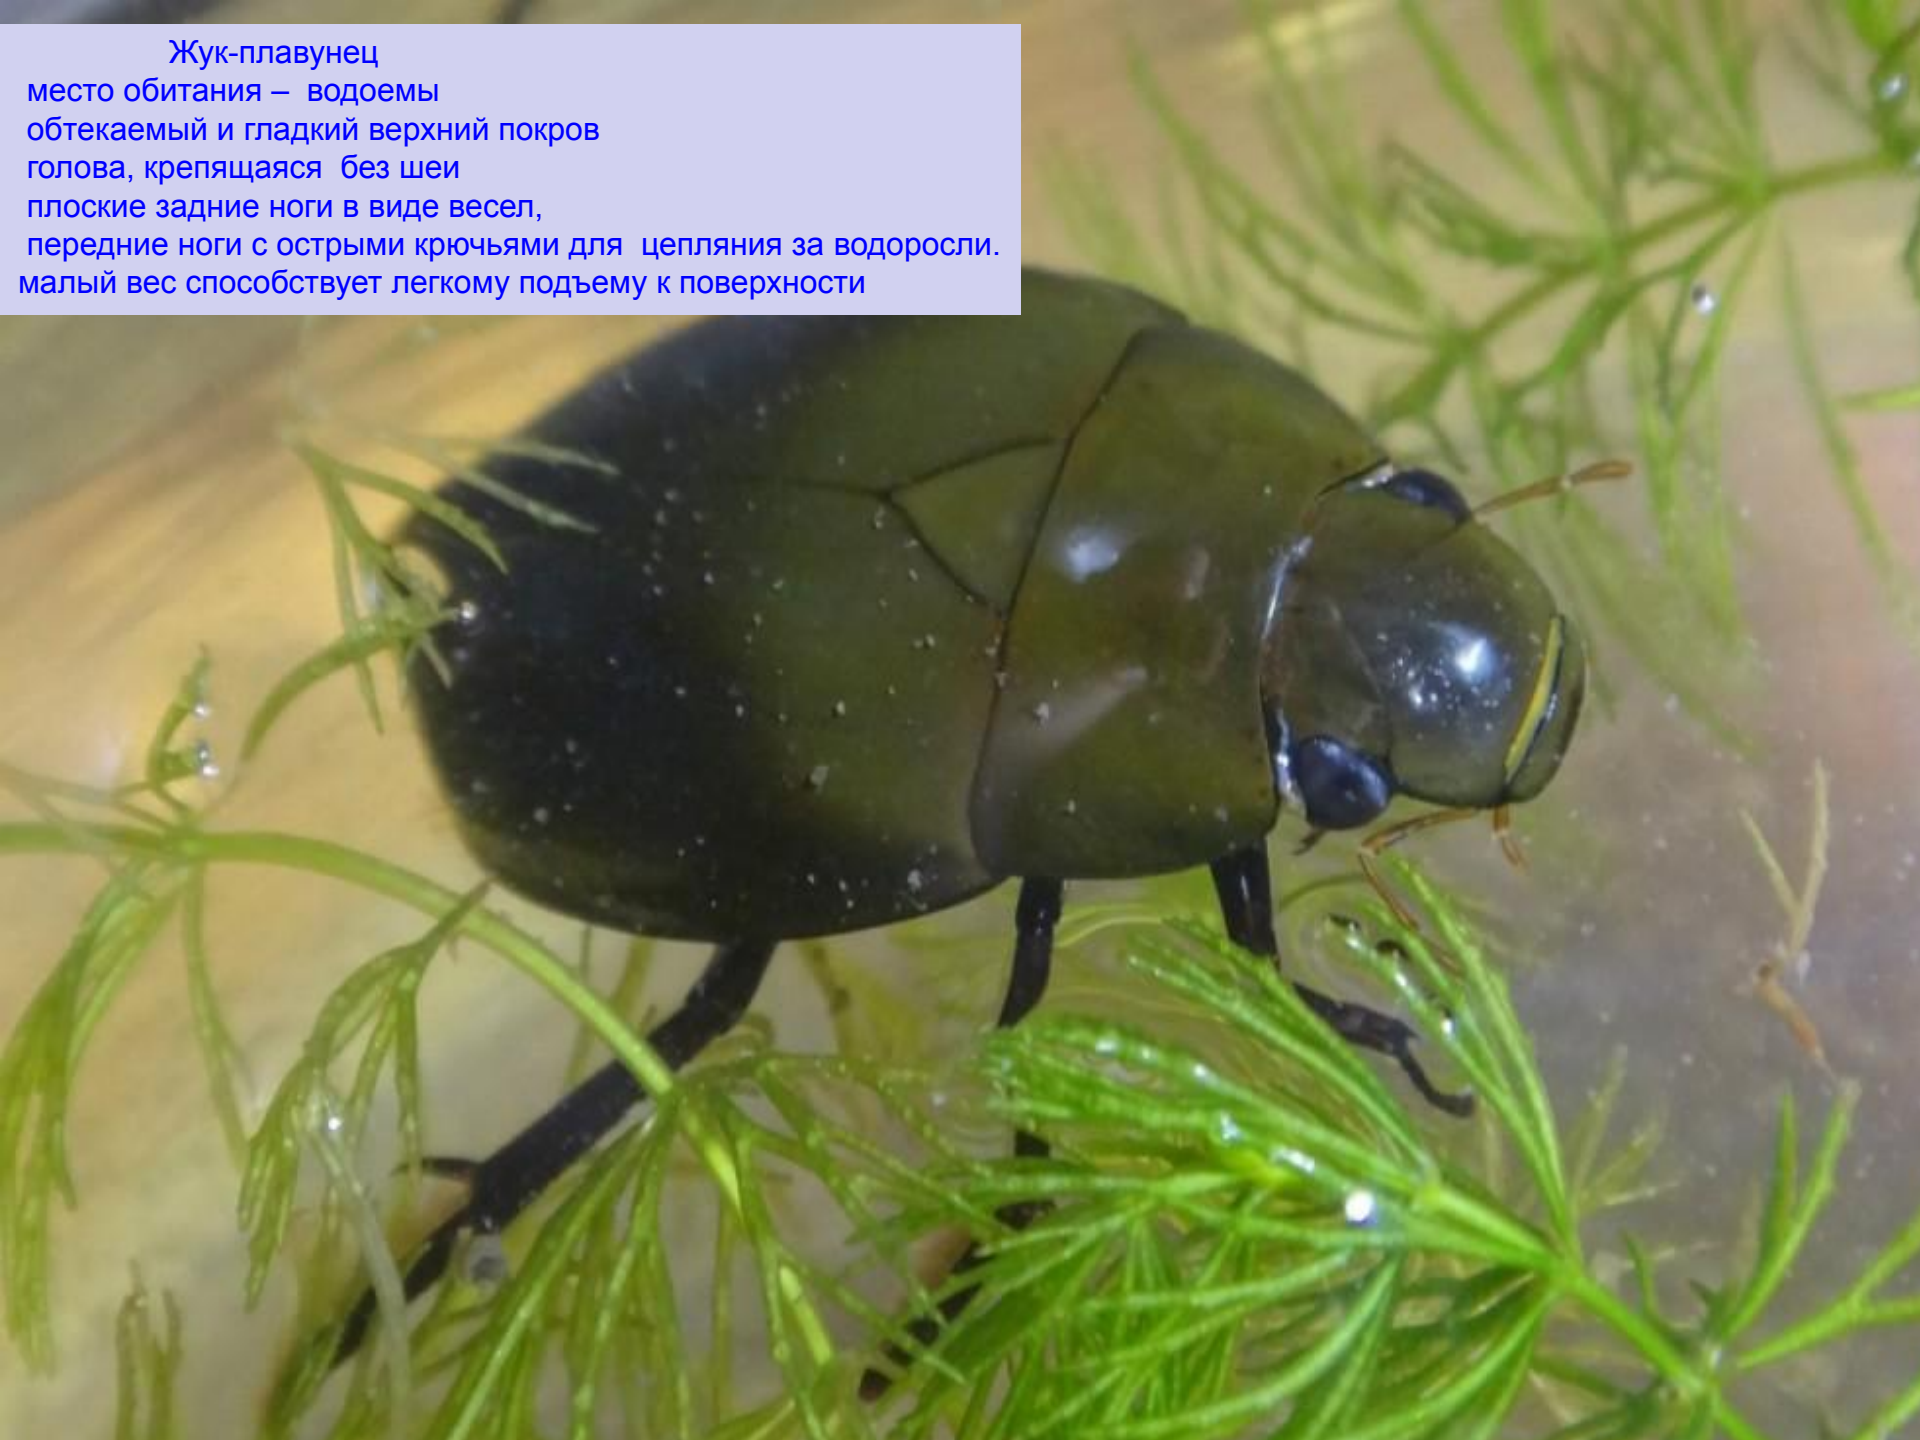 Жук-плавунец
место обитания – водоемы
обтекаемый и гладкий верхний покров
голова, крепящаяся без шеи
плоские задние ноги в виде весел,
передние ноги с острыми крючьями для цепляния за водоросли.
малый вес способствует легкому подъему к поверхности